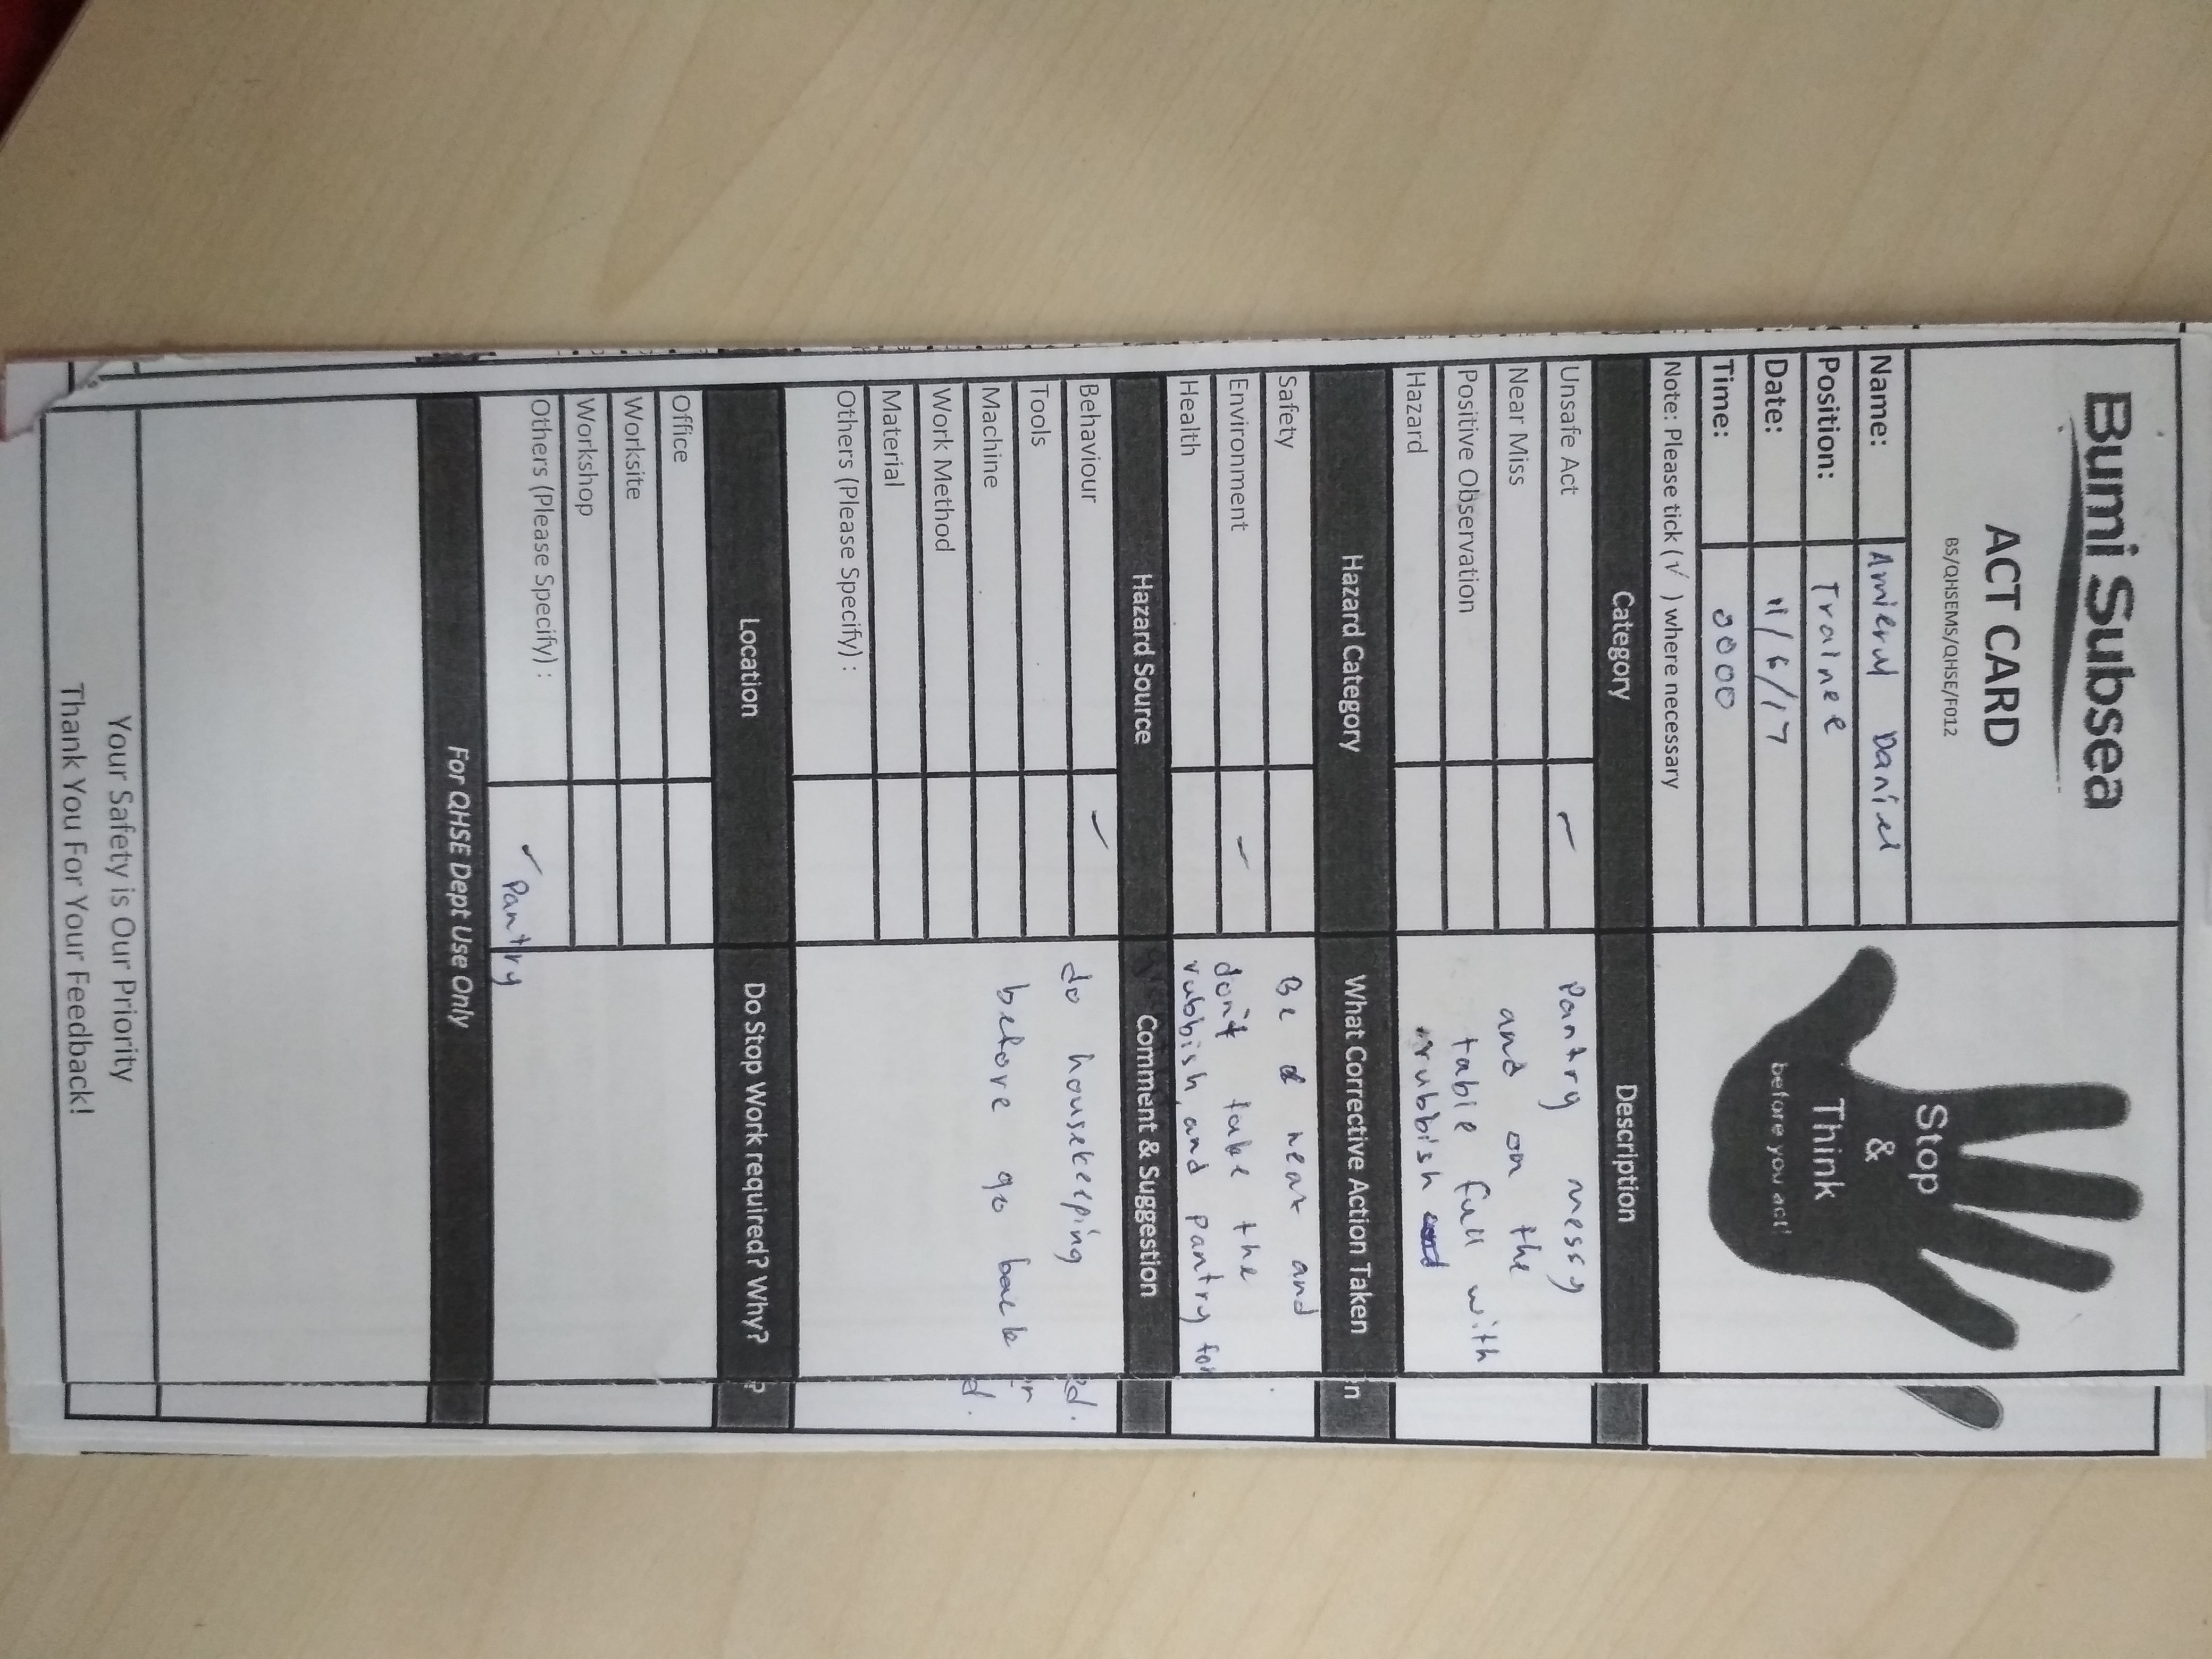 Bumi Subsea
ACT CARD
BS/QHSEMS/QHSE/F012
Stop
&
Think
before you act!
Name: Amierul Daniel
Position: Trainee
Date: 11/6/17
Time: 0000
Note: Please tick (√ ) where necessary
Category Description
Unsafe Act ✓ Pantry messy
Near Miss and on the
Positive Observation table full with
Hazard rubbish
Hazard Category What Corrective Action Taken
Safety Be neat and
Environment ✓ don't take the
Health rubbish and pantry for
Hazard Source Comment & Suggestion
Behaviour ✓ do housekeeping
Tools
Machine before go back
Work Method
Material
Others (Please Specify) :
Location Do Stop Work required? Why?
Office
Worksite
Workshop
Others (Please Specify) : ✓ Pantry
For QHSE Dept Use Only
Your Safety is Our Priority
Thank You For Your Feedback!